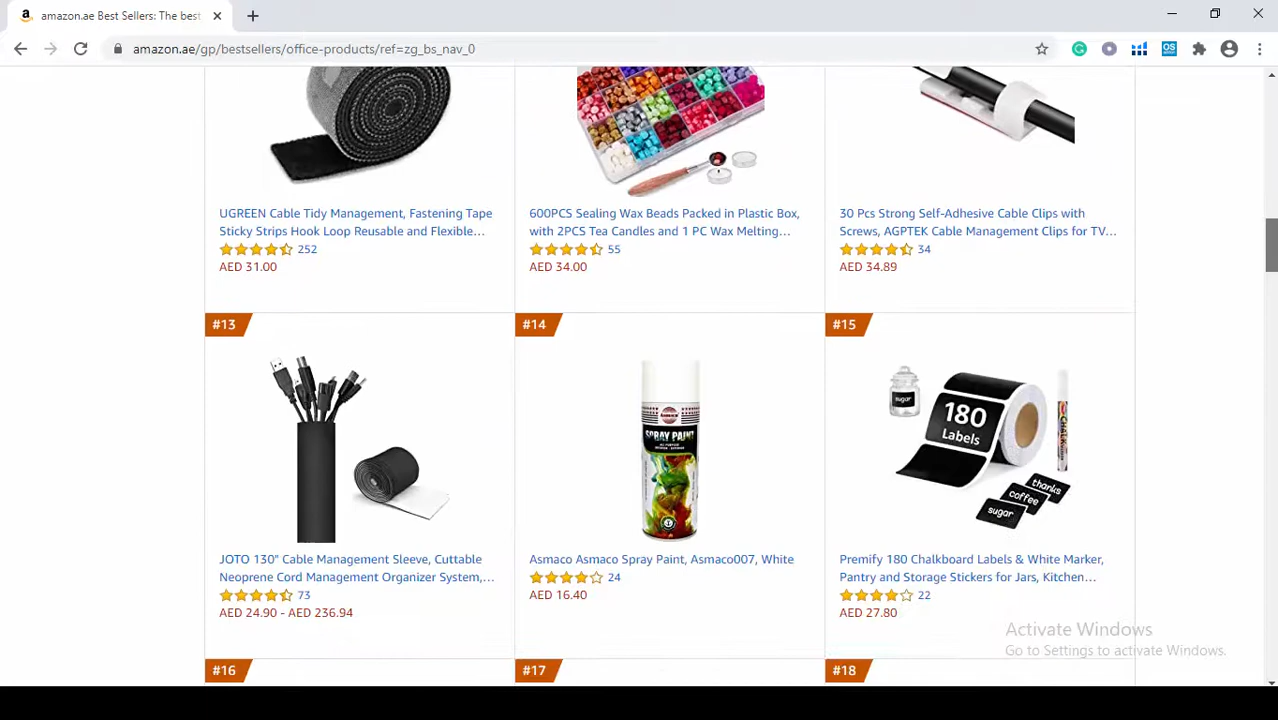 amazon.ae Best Sellers: The best
amazon.ae/gp/bestsellers/office-products/ref=zg_bs_nav_0
UGREEN Cable Tidy Management, Fastening Tape
Sticky Strips Hook Loop Reusable and Flexible…
252
AED 31.00
600PCS Sealing Wax Beads Packed in Plastic Box,
with 2PCS Tea Candles and 1 PC Wax Melting…
55
AED 34.00
30 Pcs Strong Self-Adhesive Cable Clips with
Screws, AGPTEK Cable Management Clips for TV…
34
AED 34.89
#13
#14
#15
SPRAY PAINT
sugar
180
Labels
CHALK
thanks
coffee
sugar
JOTO 130" Cable Management Sleeve, Cuttable
Neoprene Cord Management Organizer System,…
73
AED 24.90 - AED 236.94
Asmaco Asmaco Spray Paint, Asmaco007, White
24
AED 16.40
Premify 180 Chalkboard Labels & White Marker,
Pantry and Storage Stickers for Jars, Kitchen…
22
AED 27.80
Activate Windows
Go to Settings to activate Windows.
#16
#17
#18